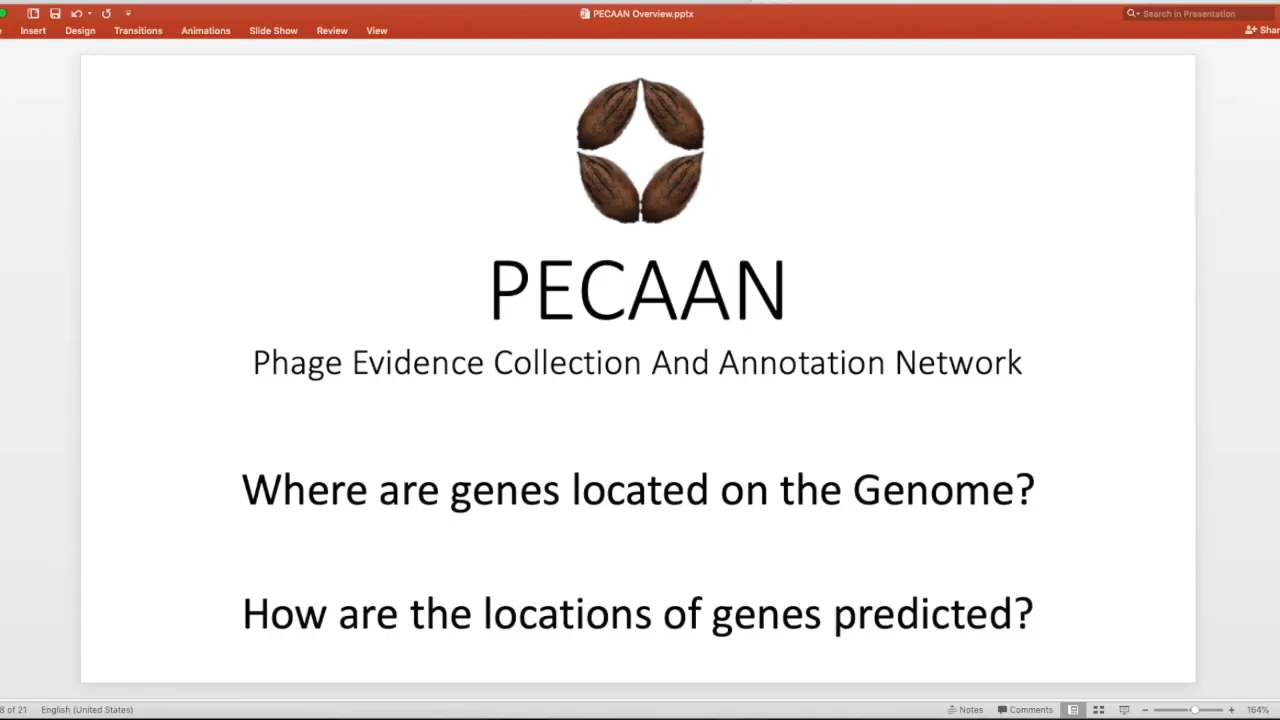 PECAAN Overview.pptx
Search in Presentation
Insert Design Transitions Animations Slide Show Review View
Shar
PECAAN
Phage Evidence Collection And Annotation Network
Where are genes located on the Genome?
How are the locations of genes predicted?
8 of 21 English (United States) Notes Comments 164%